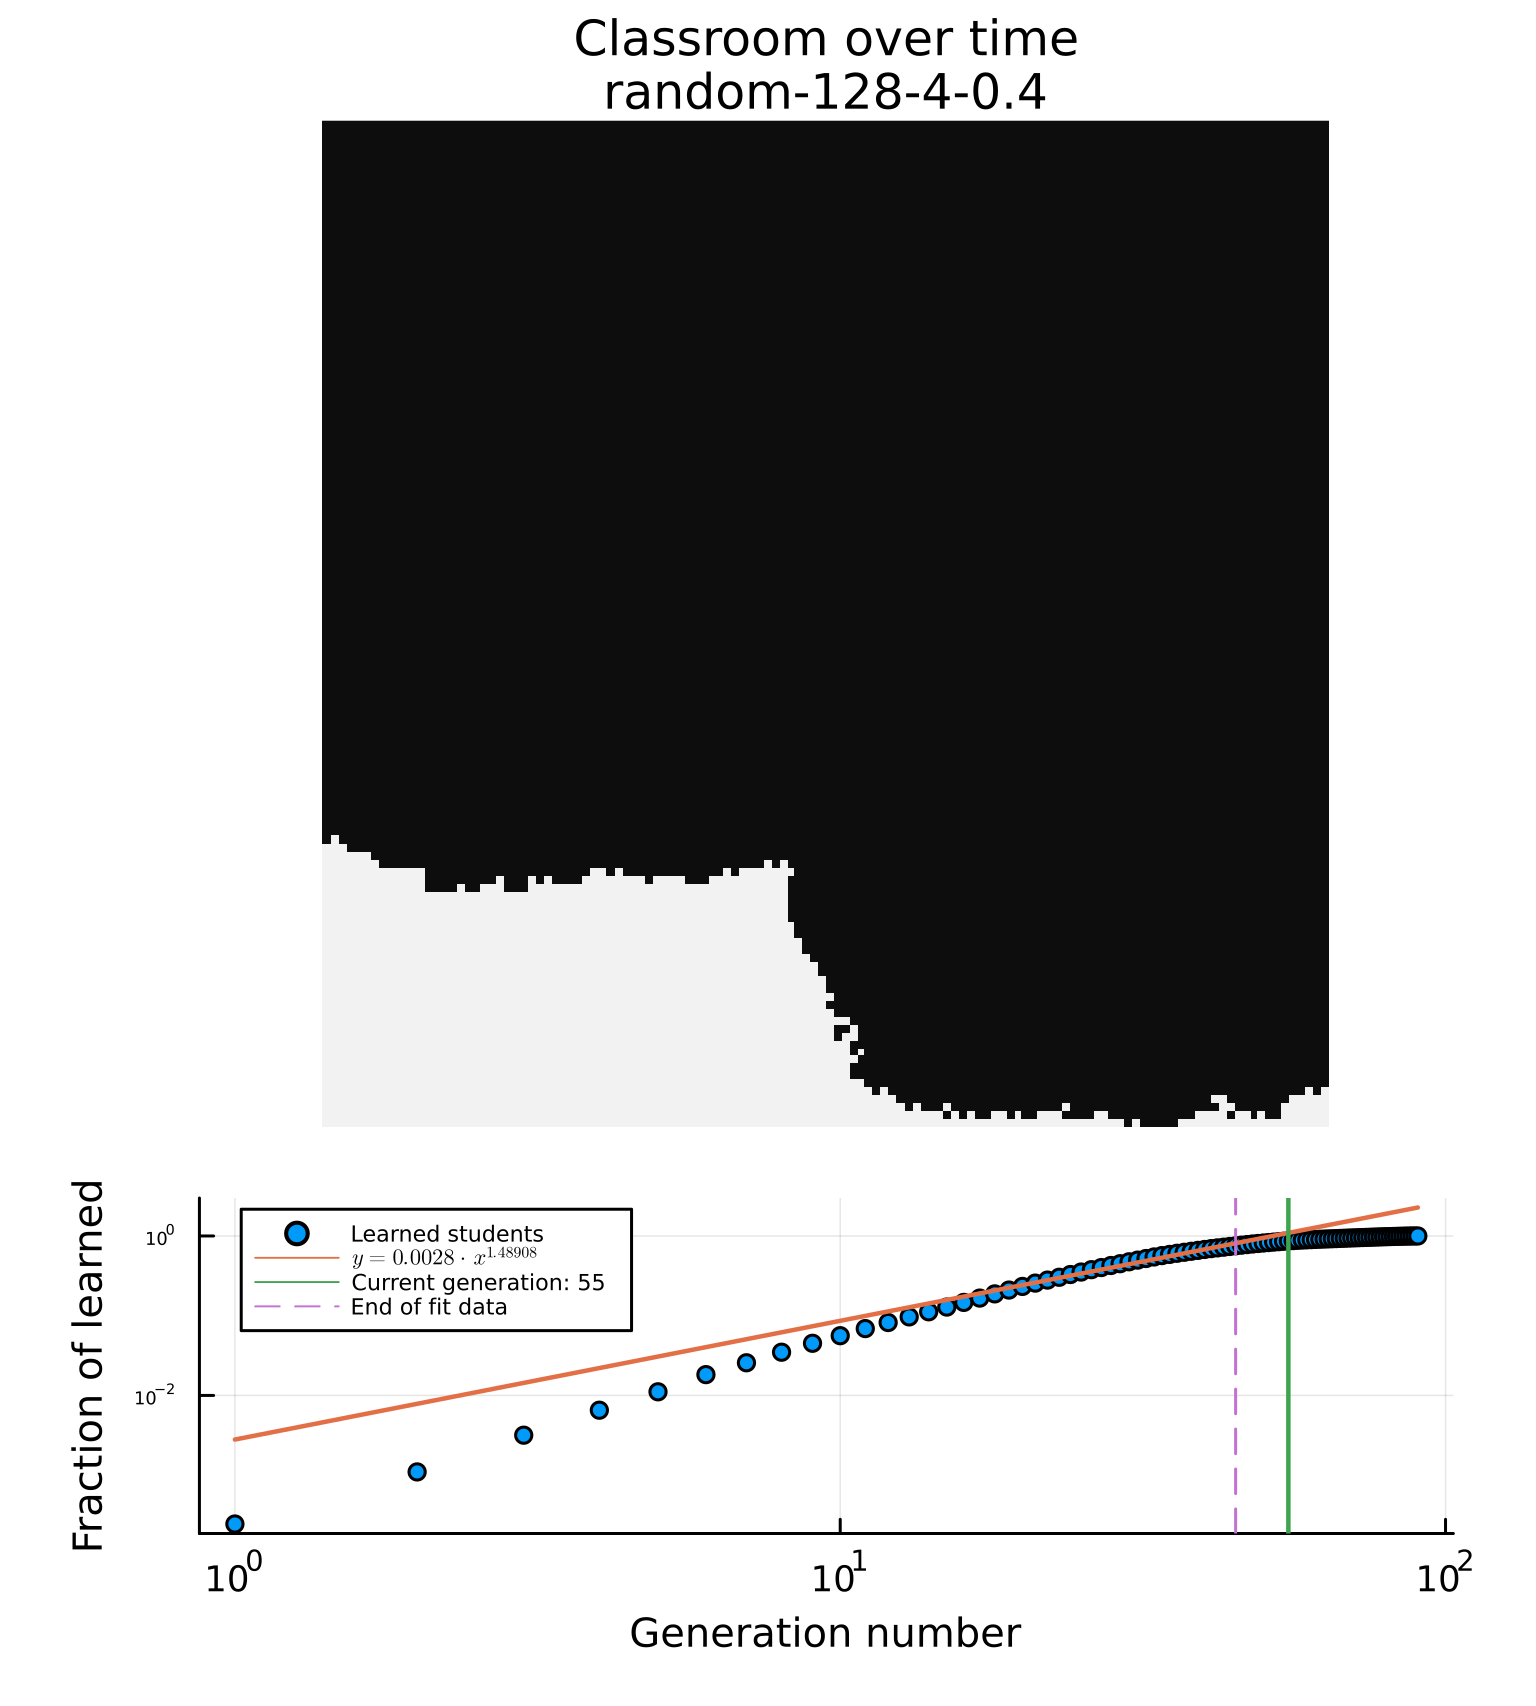 Classroom over time
random-128-4-0.4
Fraction of learned
10^0
10^−2
Learned students
y = 0.0028 · x^1.48908
Current generation: 55
End of fit data
10^0 10^1 10^2
Generation number